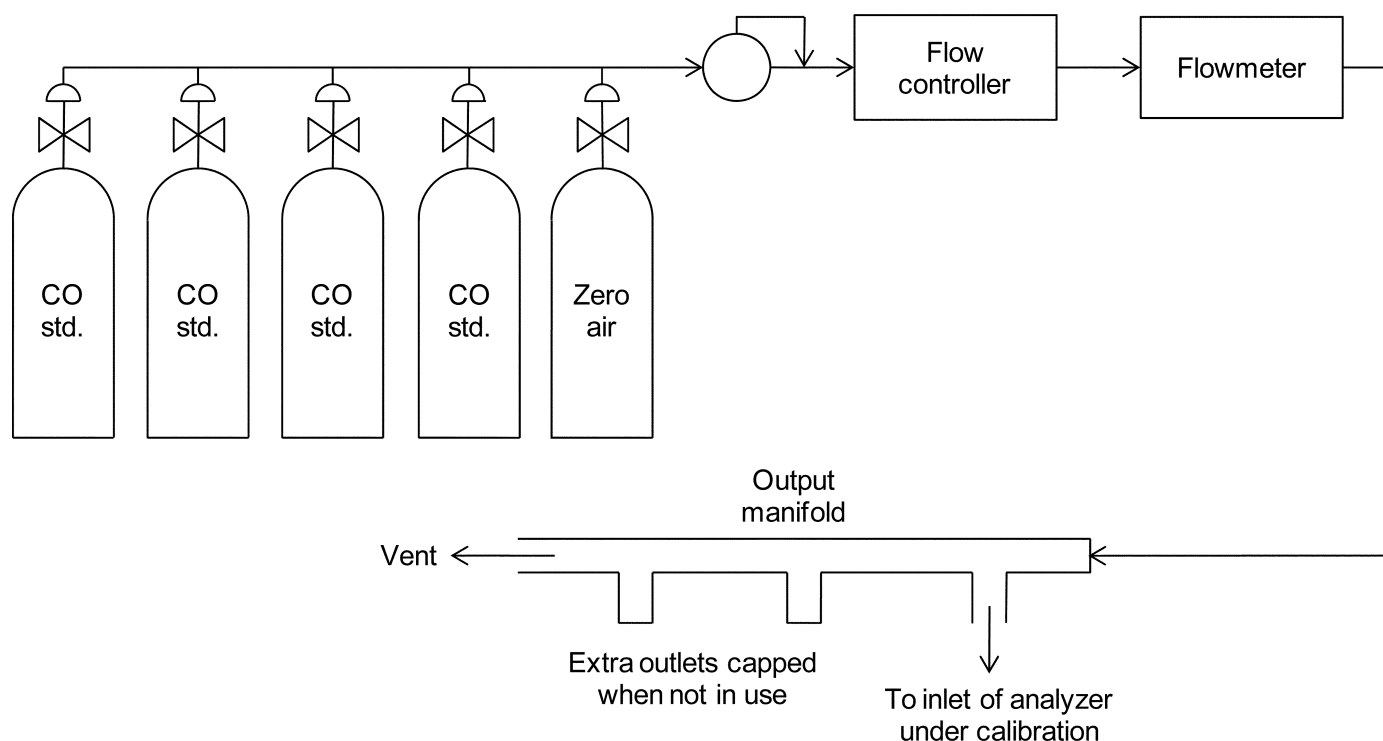 Flow
controller
Flowmeter
CO
std.
CO
std.
CO
std.
CO
std.
Zero
air
Output
manifold
Vent
Extra outlets capped
when not in use
To inlet of analyzer
under calibration